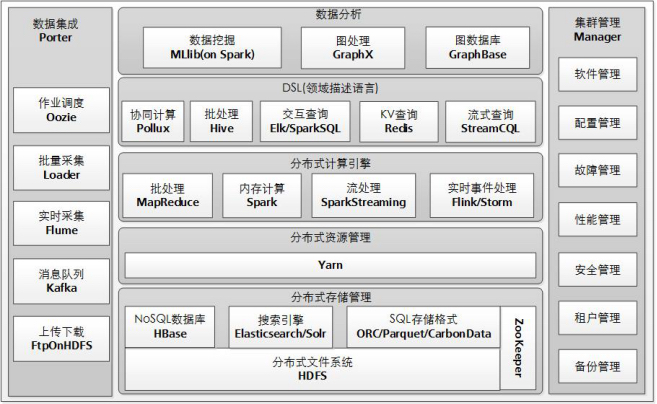 数据集成
Porter
作业调度
Oozie
批量采集
Loader
实时采集
Flume
消息队列
Kafka
上传下载
FtpOnHDFS
数据分析
数据挖掘
MLlib(on Spark)
图处理
GraphX
图数据库
GraphBase
DSL(领域描述语言)
协同计算
Pollux
批处理
Hive
交互查询
Elk/SparkSQL
KV查询
Redis
流式查询
StreamCQL
分布式计算引擎
批处理
MapReduce
内存计算
Spark
流处理
SparkStreaming
实时事件处理
Flink/Storm
分布式资源管理
Yarn
分布式存储管理
NoSQL数据库
HBase
搜索引擎
Elasticsearch/Solr
SQL存储格式
ORC/Parquet/CarbonData
分布式文件系统
HDFS
ZooKeeper
集群管理
Manager
软件管理
配置管理
故障管理
性能管理
安全管理
租户管理
备份管理